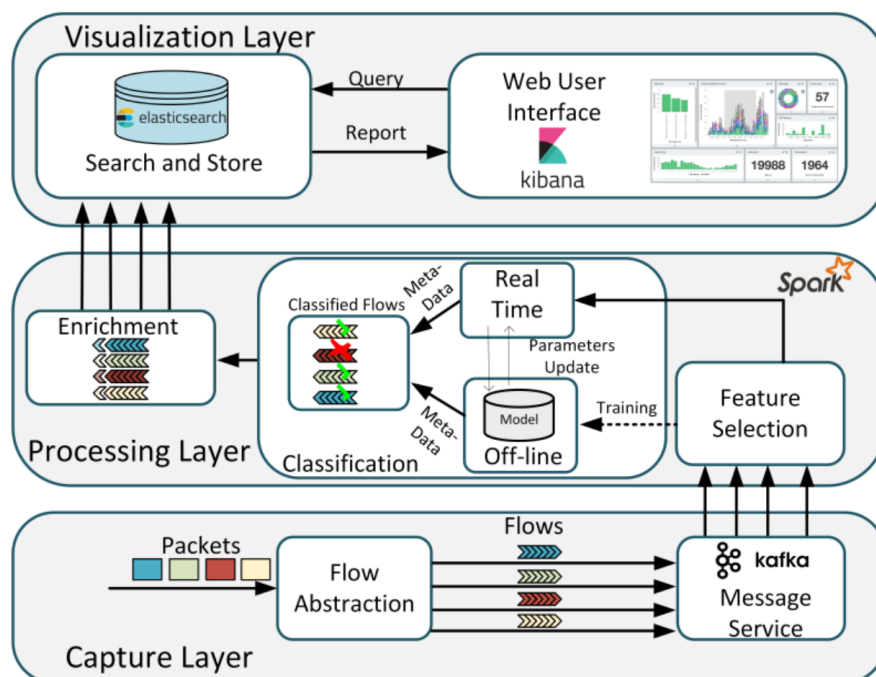 Visualization Layer
elasticsearch
Search and Store
Query
Report
Web User
Interface
kibana
57
19988
1964
Spark
Enrichment
Classified Flows
Meta-
Data
Real
Time
Parameters
Update
Meta-
Data
Model
Off-line
Training
Feature
Selection
Classification
Processing Layer
Packets
Flow
Abstraction
Flows
kafka
Message
Service
Capture Layer